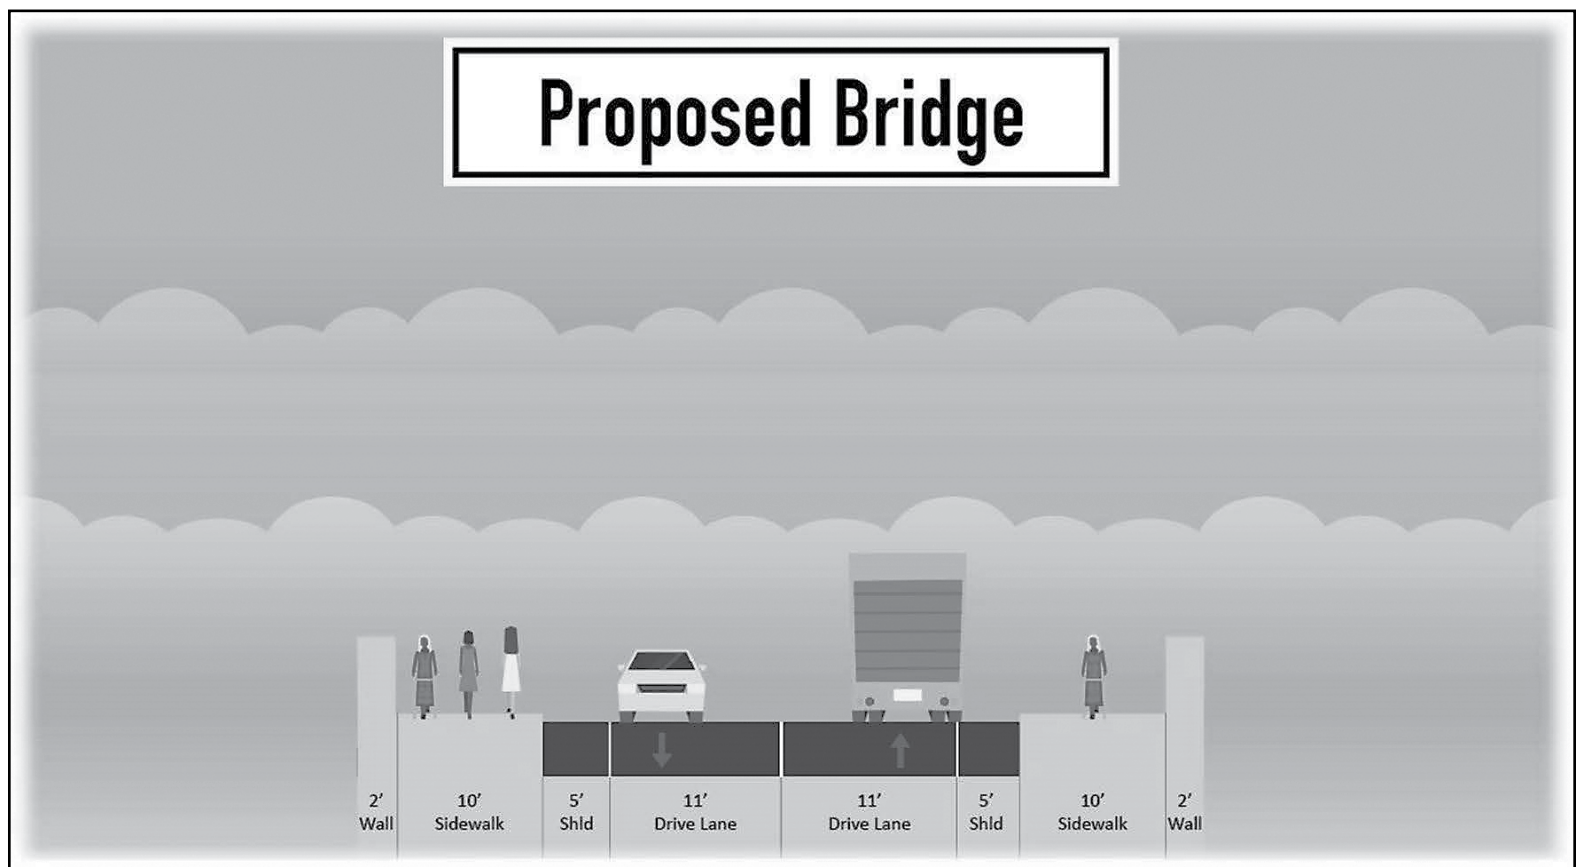 Proposed Bridge
2' 10' 5' 11' 11' 5' 10' 2'
Wall Sidewalk Shld Drive Lane Drive Lane Shld Sidewalk Wall